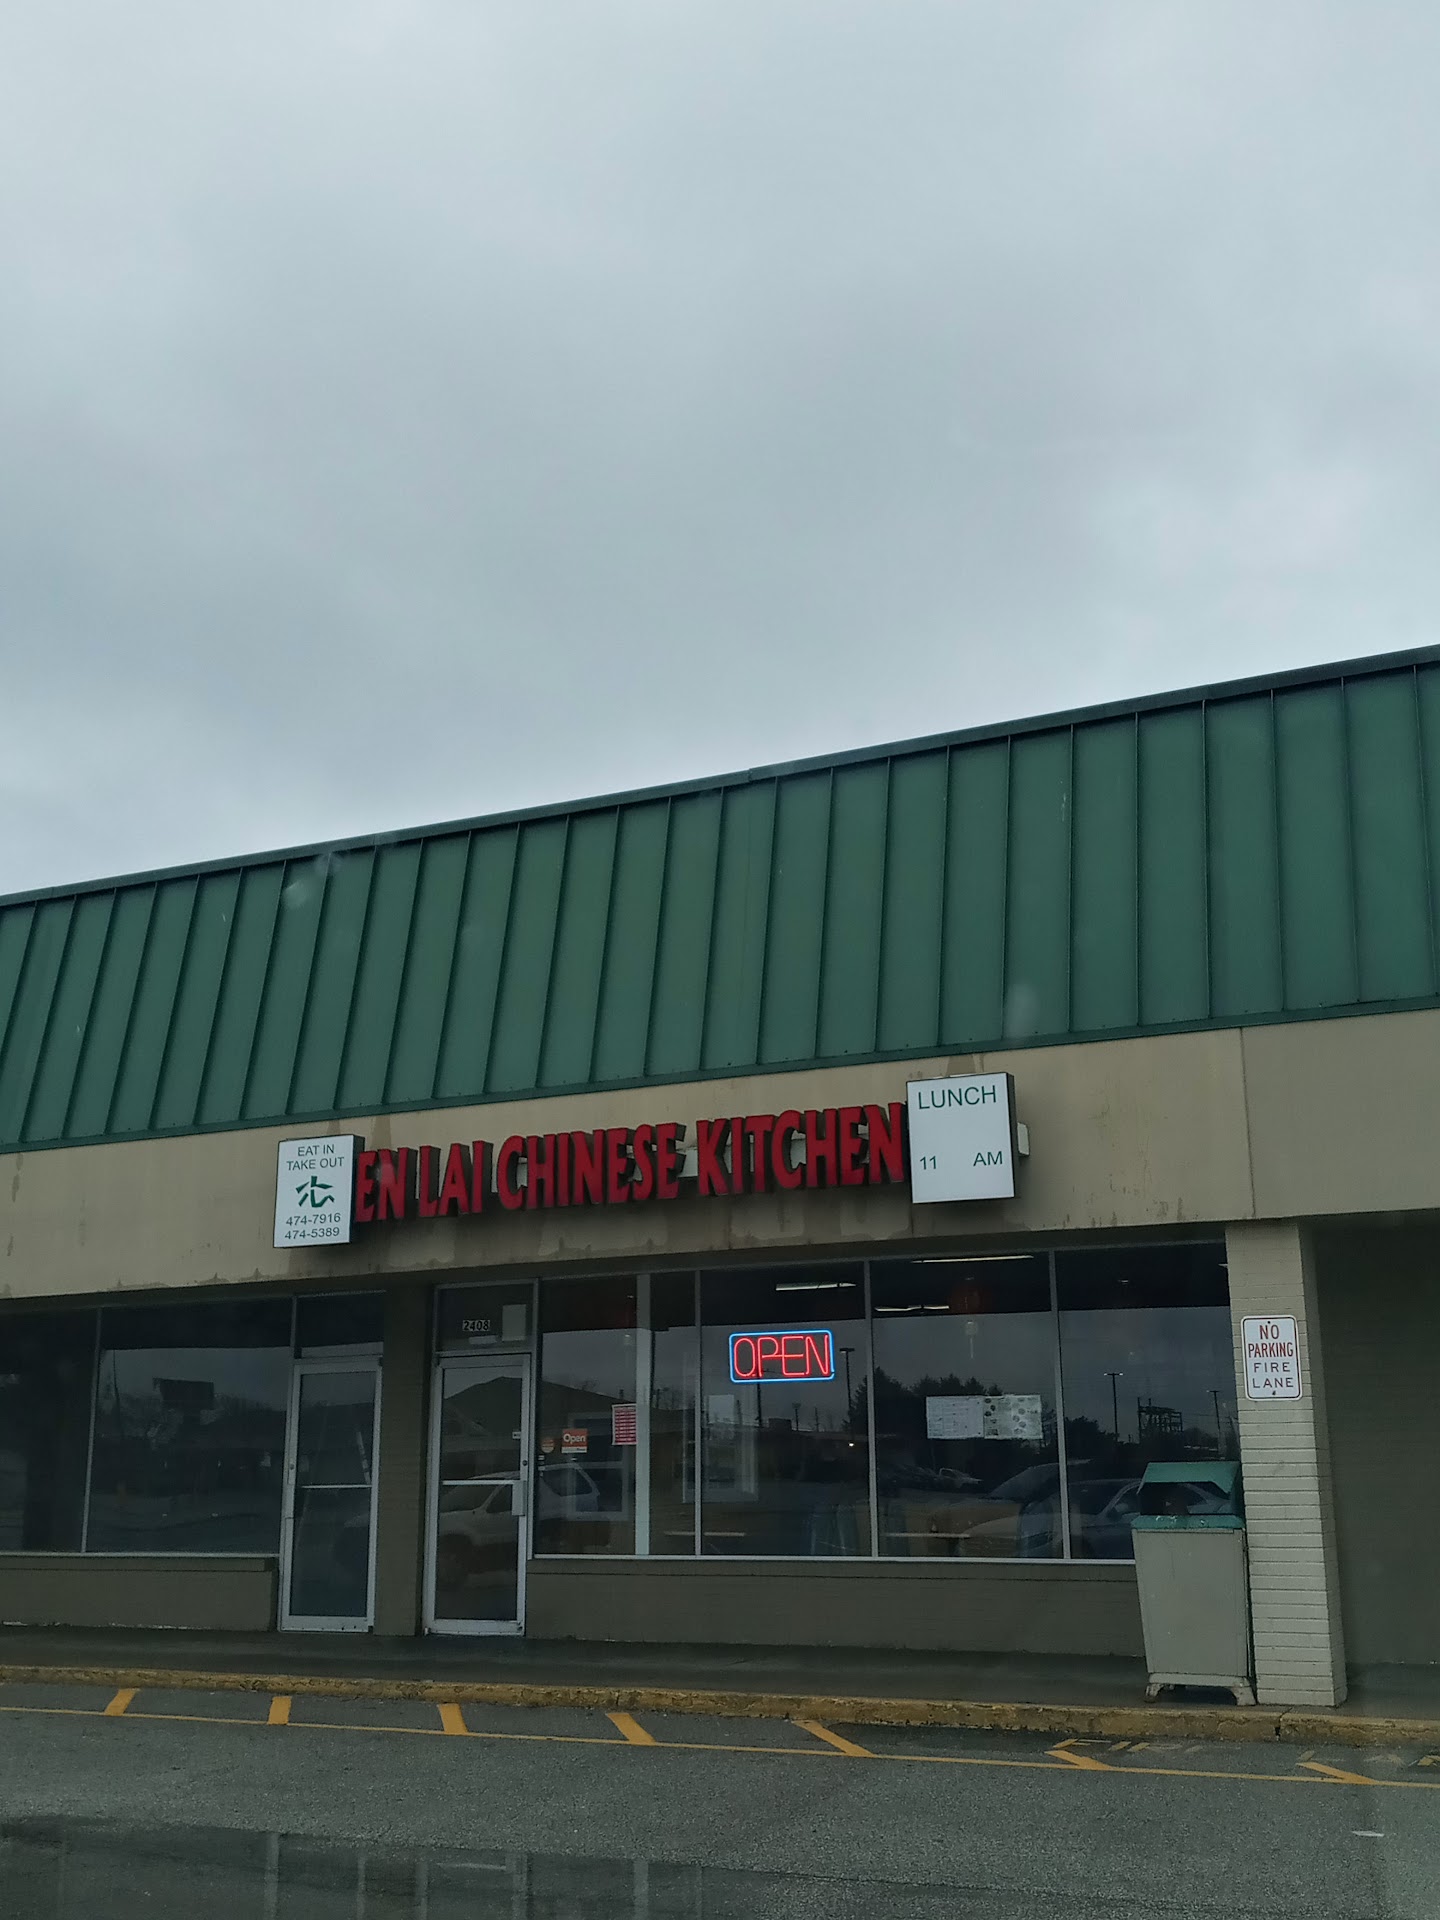 EAT IN
TAKE OUT
474-7916
474-5389
EN LAI CHINESE KITCHEN
LUNCH
11 AM
2408
OPEN
Open
NO
PARKING
FIRE
LANE